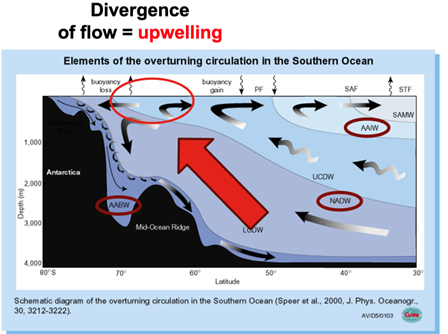 Divergence
of flow = upwelling
Elements of the overturning circulation in the Southern Ocean
buoyancy
loss
buoyancy
gain
PF
SAF
STF
SAMW
AAIW
1,000
Antarctica
UCDW
2,000
AABW
NADW
Depth (m)
3,000
Mid-Ocean Ridge
LCDW
4,000
80°S
70°
60°
50°
40°
30°
Latitude
Schematic diagram of the overturning circulation in the Southern Ocean (Speer et al., 2000, J. Phys. Oceanogr.,
30, 3212-3222).
AV/D5/0103